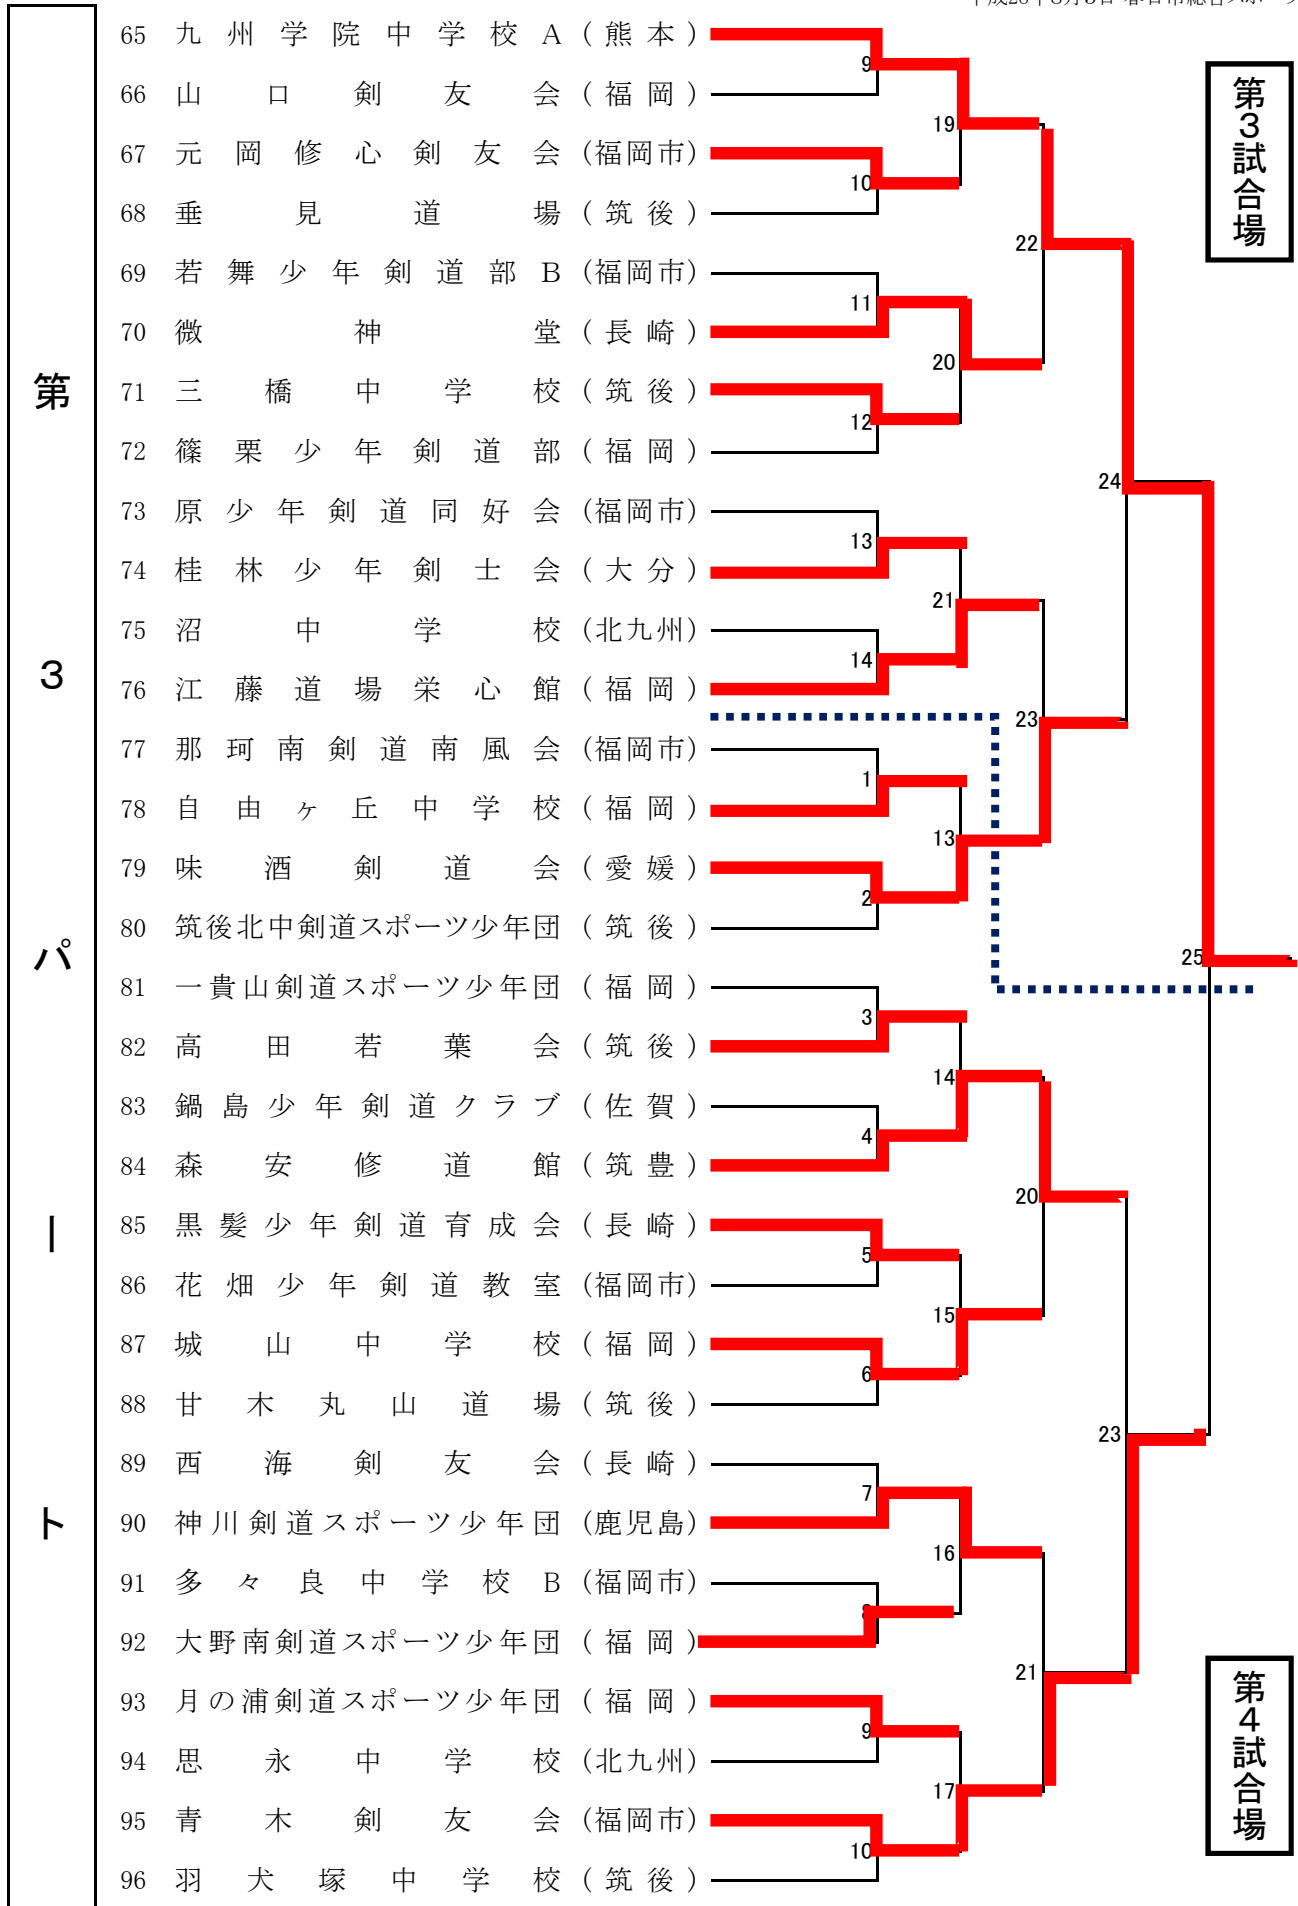 65 九州学院中学校A (熊本)
66 山口剣友会 (福岡)
67 元岡修心剣友会 (福岡市)
68 垂見道場 (筑後)
69 若舞少年剣道部B (福岡市)
70 微神堂 (長崎)
71 三橋中学校 (筑後)
72 篠栗少年剣道部 (福岡)
73 原少年剣道同好会 (福岡市)
74 桂林少年剣士会 (大分)
75 沼中学校 (北九州)
76 江藤道場栄心館 (福岡)
77 那珂南剣道南風会 (福岡市)
78 自由ヶ丘中学校 (福岡)
79 味酒剣道会 (愛媛)
80 筑後北中剣道スポーツ少年団 (筑後)
81 一貴山剣道スポーツ少年団 (福岡)
82 高田若葉会 (筑後)
83 鍋島少年剣道クラブ (佐賀)
84 森安修道館 (筑豊)
85 黒髪少年剣道育成会 (長崎)
86 花畑少年剣道教室 (福岡市)
87 城山中学校 (福岡)
88 甘木丸山道場 (筑後)
89 西海剣友会 (長崎)
90 神川剣道スポーツ少年団 (鹿児島)
91 多々良中学校B (福岡市)
92 大野南剣道スポーツ少年団 (福岡)
93 月の浦剣道スポーツ少年団 (福岡)
94 思永中学校 (北九州)
95 青木剣友会 (福岡市)
96 羽犬塚中学校 (筑後)
第3パート
9
10
11
12
13
14
1
2
3
4
5
6
7
8
9
10
19
20
21
13
14
15
16
17
22
23
20
21
24
23
25
第3試合場
第4試合場